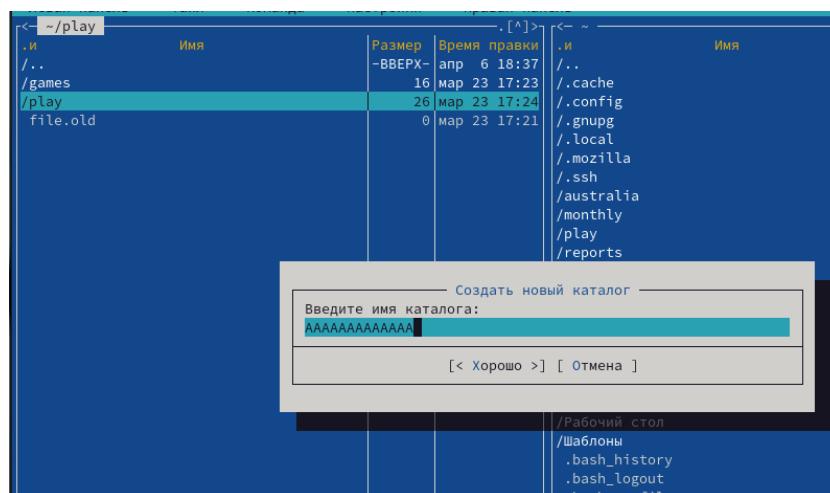 ~/play
.[^]>
<─ ~
.и Имя Размер Время правки
/.. -ВВЕРХ- апр 6 18:37
/games 16 мар 23 17:23
/play 26 мар 23 17:24
file.old 0 мар 23 17:21
.и Имя
/..
/.cache
/.config
/.gnupg
/.local
/.mozilla
/.ssh
/australia
/monthly
/play
/reports
Создать новый каталог
Введите имя каталога:
AAAAAAAAAAAAA
[< Хорошо >] [ Отмена ]
/Рабочий стол
/Шаблоны
.bash_history
.bash_logout